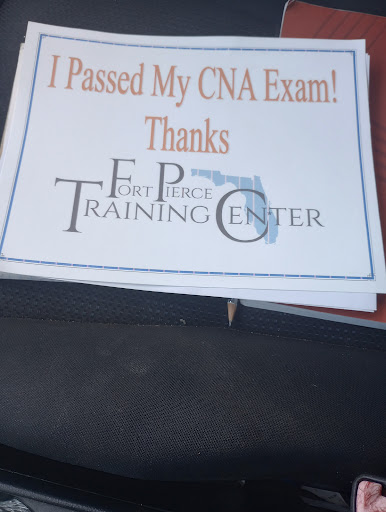 I Passed My CNA Exam!
Thanks
FORT PIERCE
TRAINING CENTER